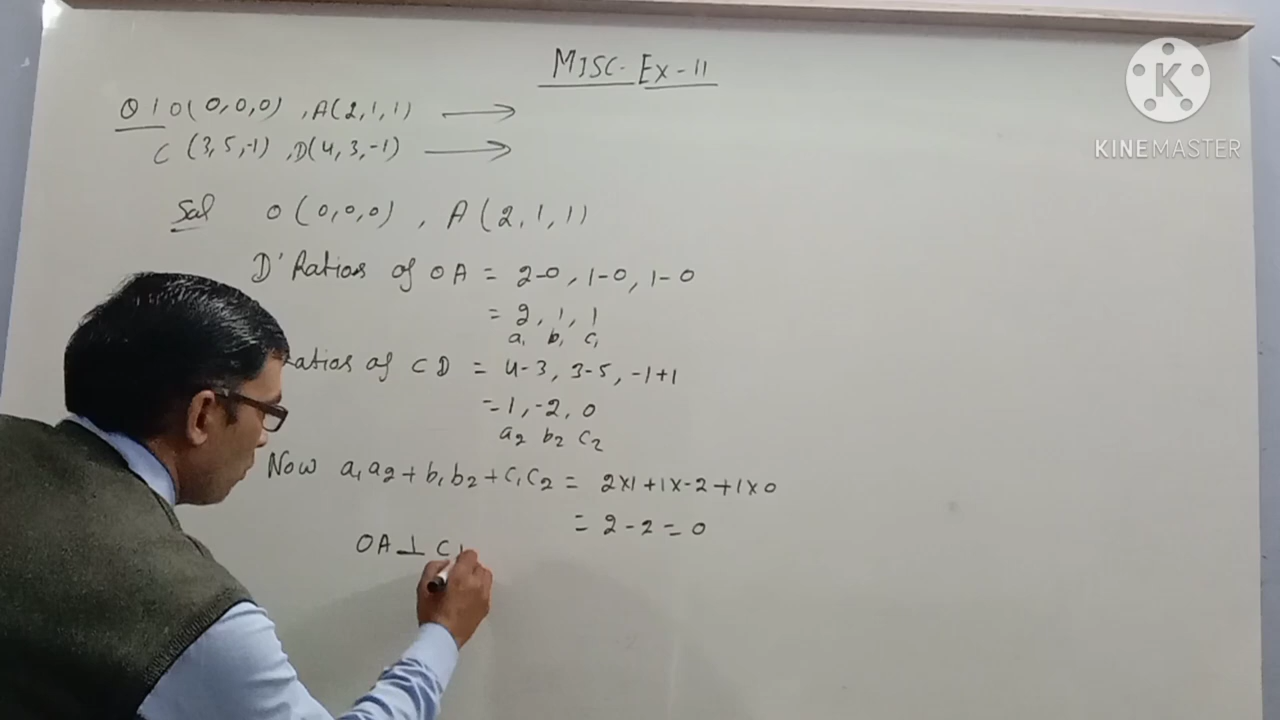 MISC- EX-11
Q 1 O(0,0,0) , A(2,1,1) ⟶
C (3,5,-1) , D(4,3,-1) ⟶
Sol O (0,0,0) , A (2,1,1)
D' Ratios of OA = 2-0, 1-0, 1-0
= 2, 1, 1
a₁ b₁ c₁
Ratios of CD = 4-3, 3-5, -1+1
= 1, -2, 0
a₂ b₂ c₂
Now a₁a₂ + b₁b₂ + c₁c₂ = 2×1 + 1×-2 + 1×0
= 2-2 = 0
OA ⊥ C
K
KINEMASTER